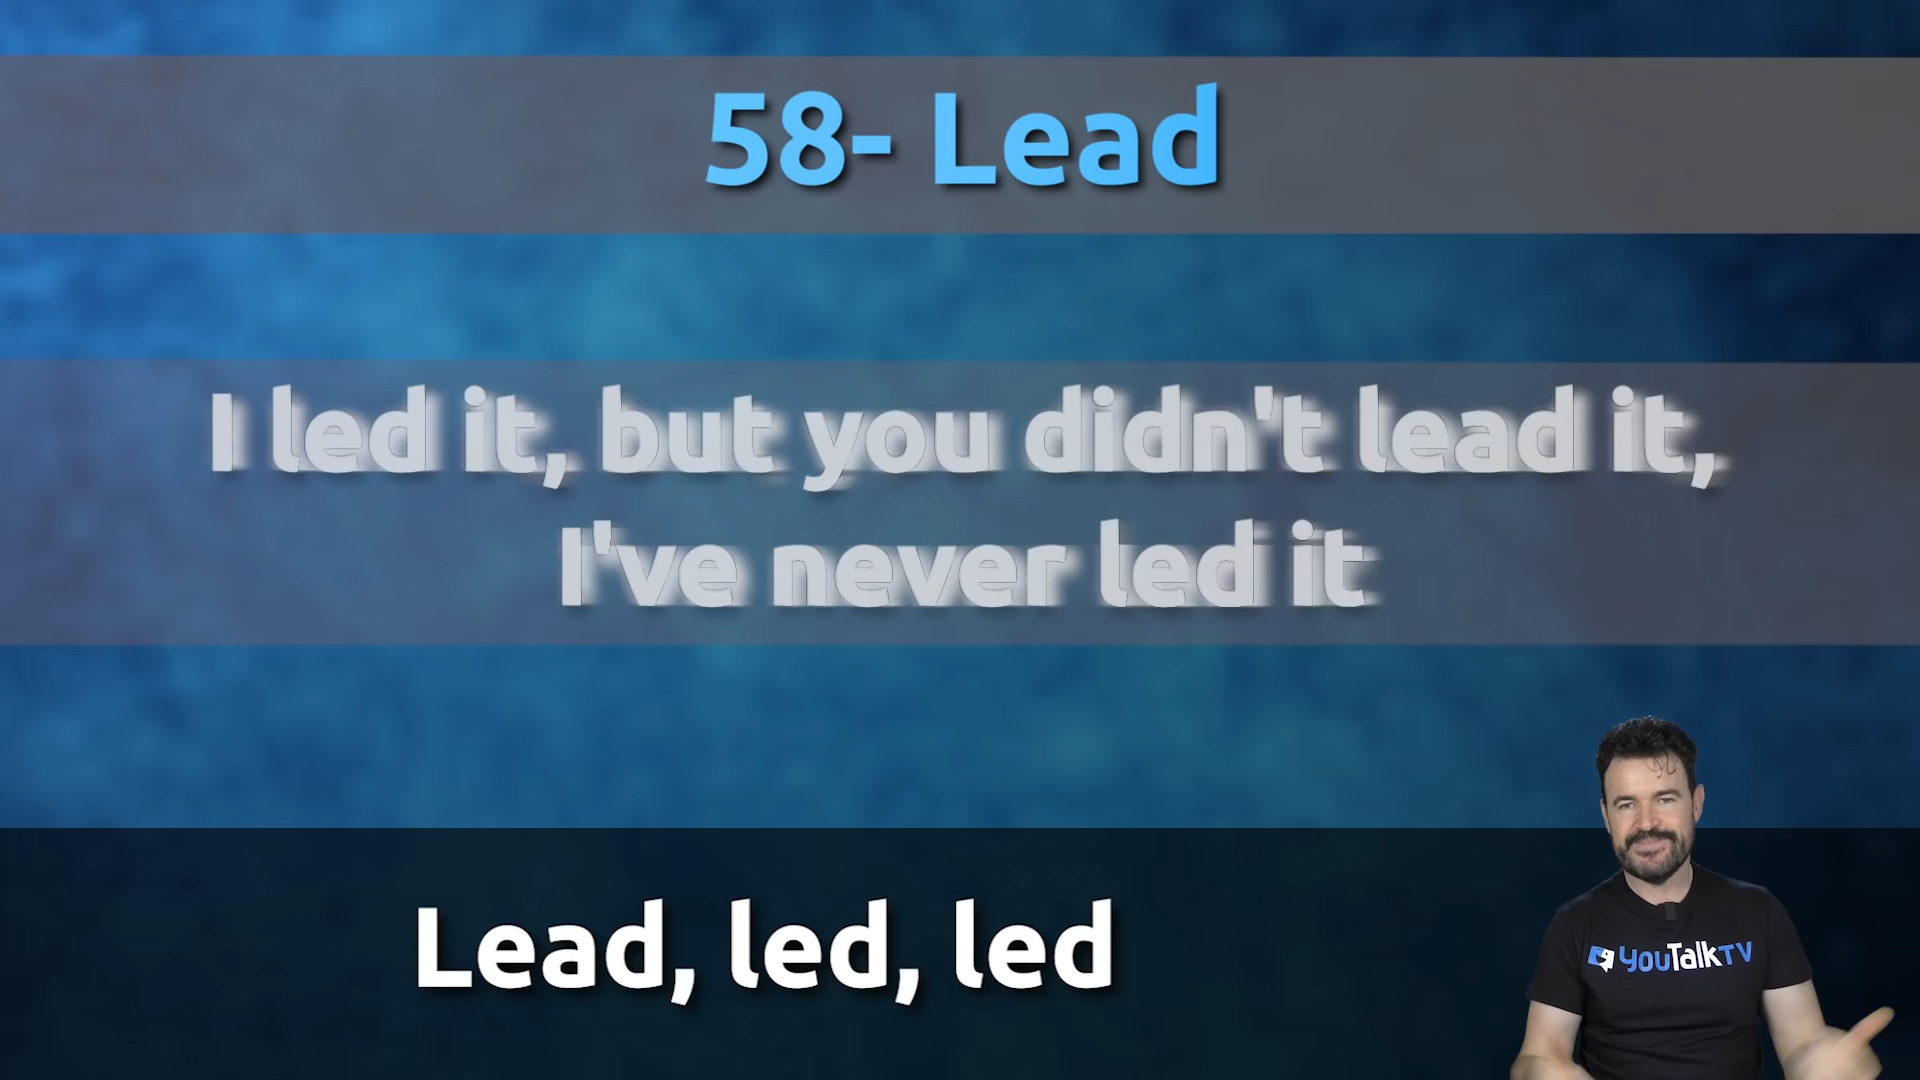 58- Lead
I led it, but you didn't lead it,
I've never led it
Lead, led, led
YouTalkTV